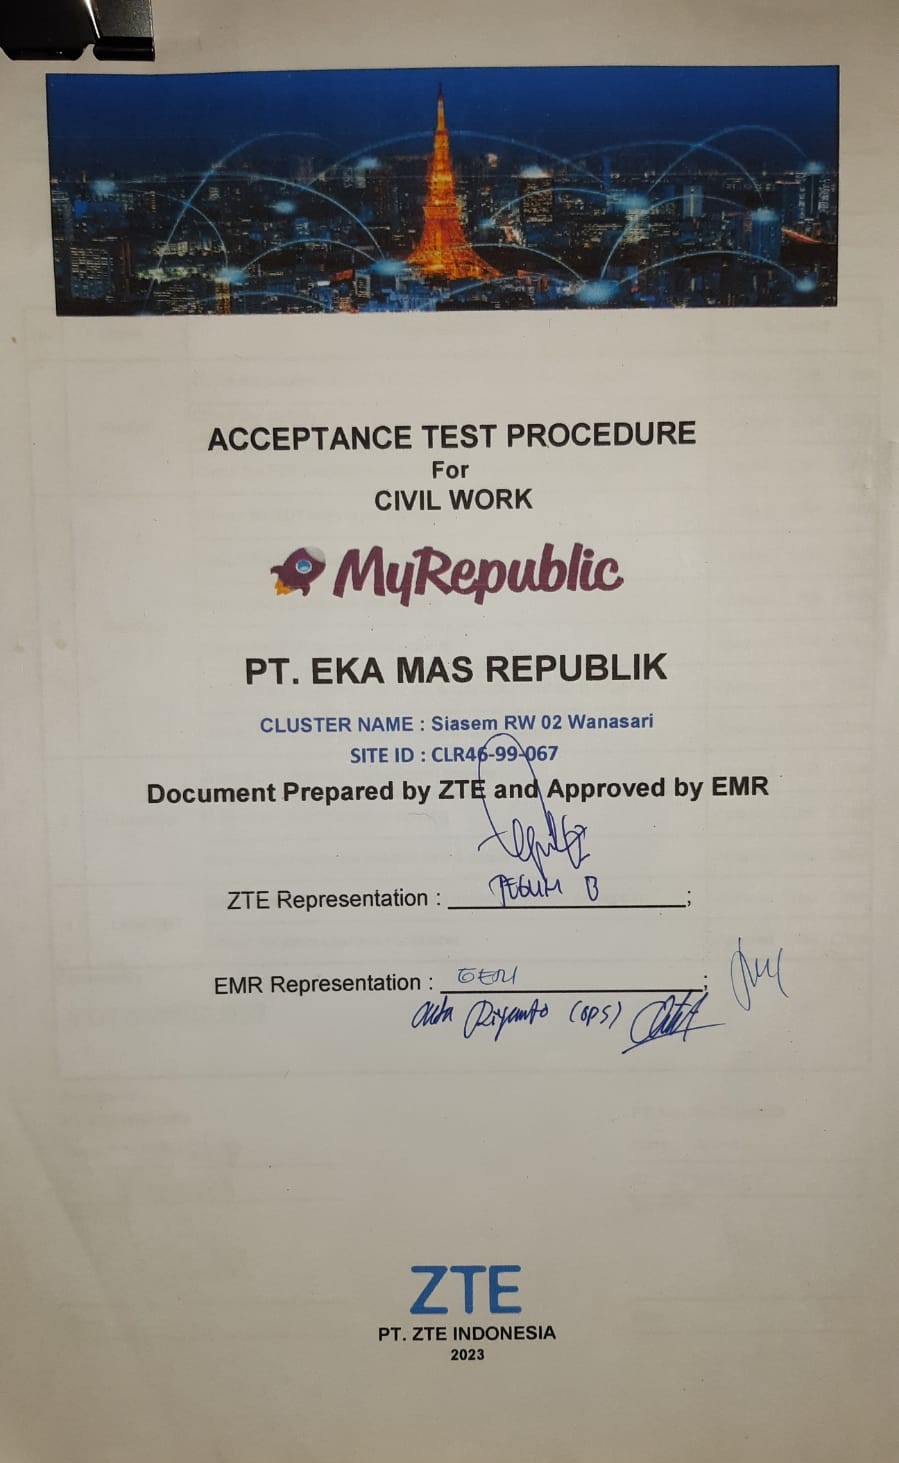 ACCEPTANCE TEST PROCEDURE
For
CIVIL WORK
MyRepublic
PT. EKA MAS REPUBLIK
CLUSTER NAME : Siasem RW 02 Wanasari
SITE ID : CLR46-99-067
Document Prepared by ZTE and Approved by EMR
ZTE Representation : TEGUH B ;
EMR Representation : GERI ;
Riyanto (OPS)
ZTE
PT. ZTE INDONESIA
2023